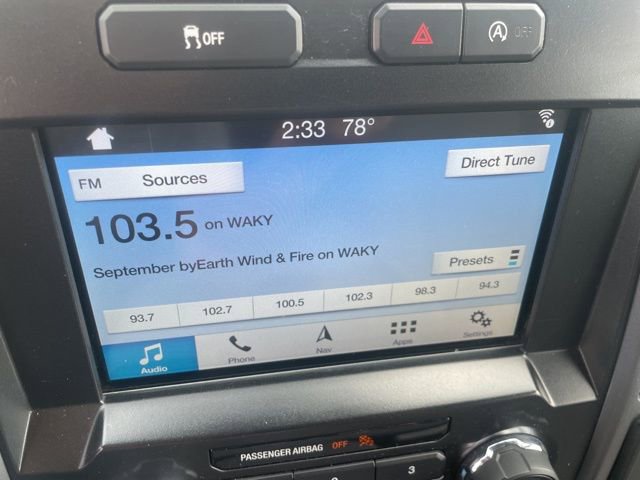 OFF
A OFF
2:33 78°
FM Sources
Direct Tune
103.5 on WAKY
September byEarth Wind & Fire on WAKY
Presets
93.7 102.7 100.5 102.3 98.3 94.3
Audio Phone Nav Apps Settings
PASSENGER AIRBAG OFF
3